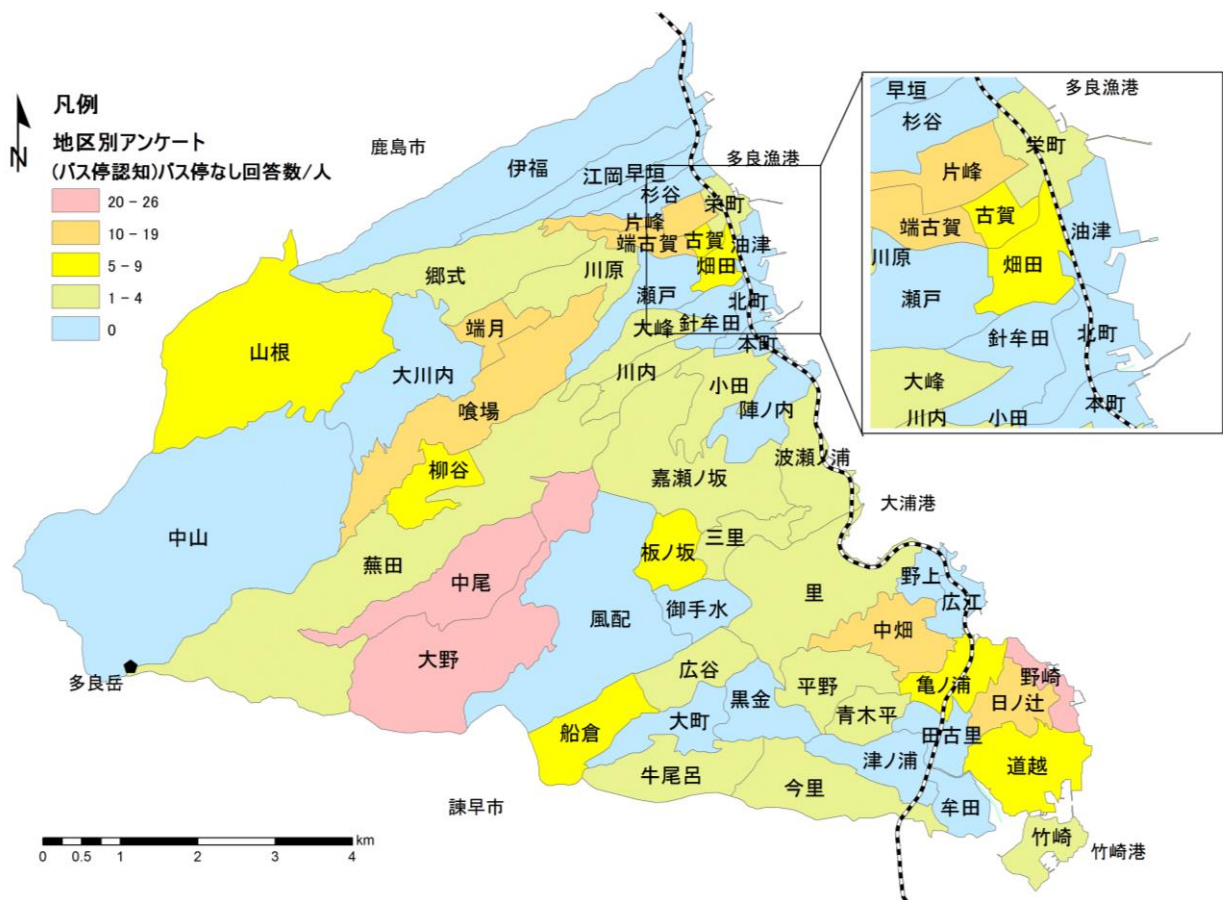 凡例
地区別アンケート
(バス停認知)バス停なし回答数/人
20 - 26
10 - 19
5 - 9
1 - 4
0
N
鹿島市
多良漁港
伊福
江岡
早垣
杉谷
栄町
片峰
端古賀
古賀
油津
畑田
川原
郷式
瀬戸
北町
針牟田
大峰
本町
端月
山根
大川内
川内
小田
陣ノ内
喰場
柳谷
嘉瀬ノ坂
波瀬ノ浦
大浦港
中山
蕪田
中尾
板ノ坂
三里
里
野上
広江
御手水
風配
中畑
大野
多良岳
広谷
平野
亀ノ浦
野崎
日ノ辻
黒金
青木平
船倉
大町
田古里
津ノ浦
道越
牛尾呂
今里
牟田
諫早市
竹崎
竹崎港
0 0.5 1 2 3 4
km
早垣
多良漁港
杉谷
栄町
片峰
古賀
端古賀
油津
川原
畑田
瀬戸
北町
針牟田
大峰
本町
川内
小田